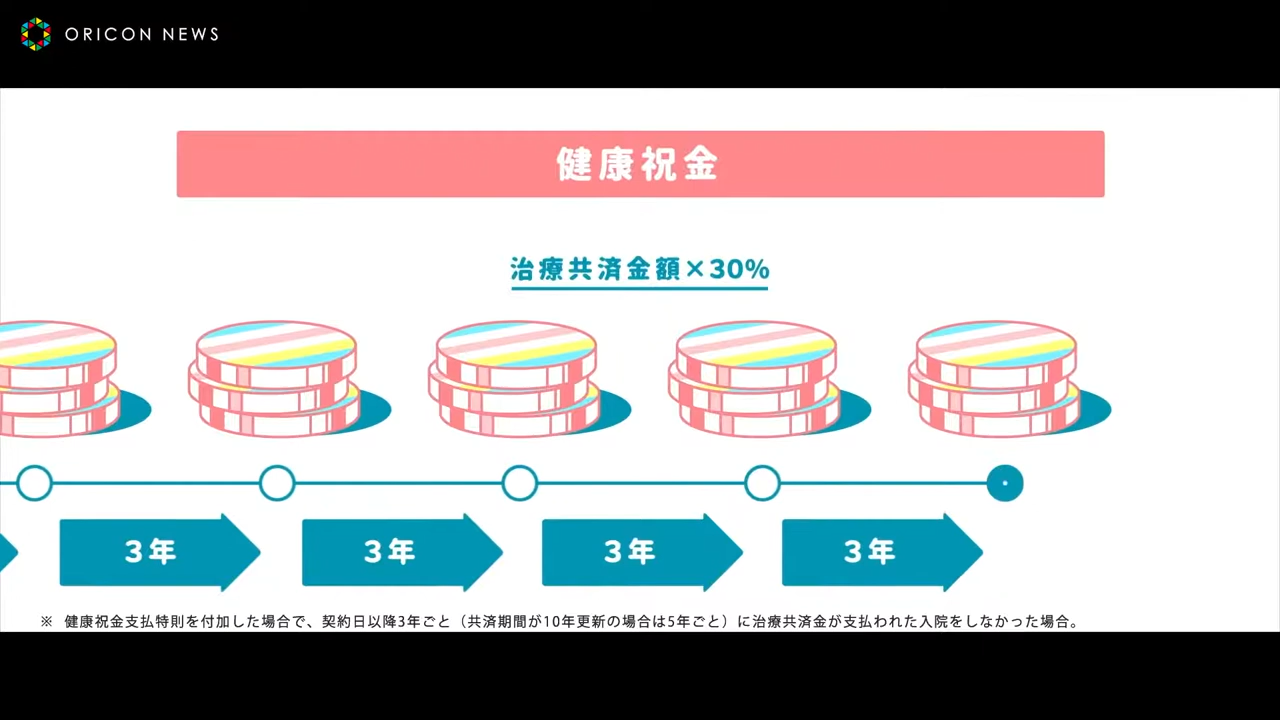 ORICON NEWS
健康祝金
治療共済金額×30%
3年 3年 3年 3年
※ 健康祝金支払特則を付加した場合で、契約日以降3年ごと（共済期間が10年更新の場合は5年ごと）に治療共済金が支払われた入院をしなかった場合。